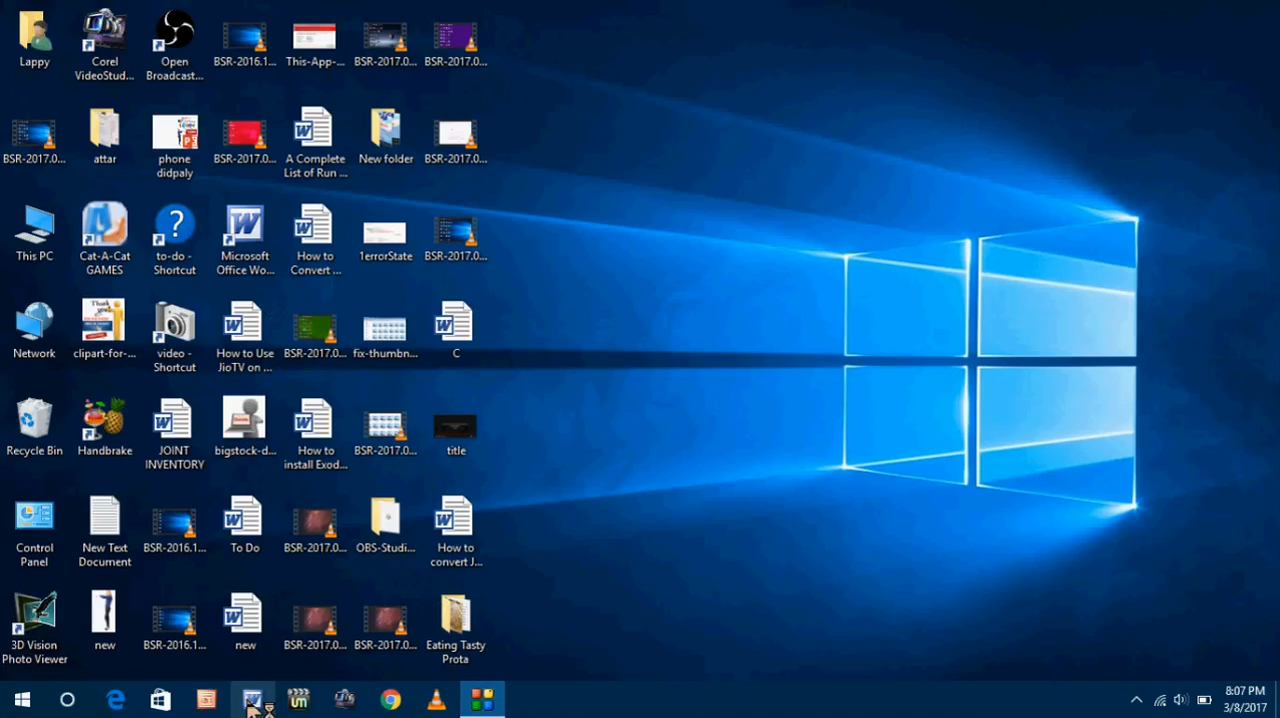 Lappy
Corel
VideoStud...
Open
Broadcast...
BSR-2016.1...
This-App-...
BSR-2017.0...
BSR-2017.0...
BSR-2017.0...
attar
phone
didpaly
BSR-2017.0...
A Complete
List of Run ...
New folder
BSR-2017.0...
This PC
Cat-A-Cat
GAMES
to-do -
Shortcut
Microsoft
Office Wo...
How to
Convert ...
1errorState
BSR-2017.0...
Network
clipart-for-...
video -
Shortcut
How to Use
JioTV on ...
BSR-2017.0...
fix-thumbn...
C
Recycle Bin
Handbrake
JOINT
INVENTORY
bigstock-d...
How to
install Exod...
BSR-2017.0...
title
Control
Panel
New Text
Document
BSR-2016.1...
To Do
BSR-2017.0...
OBS-Studi...
How to
convert J...
3D Vision
Photo Viewer
new
BSR-2016.1...
new
BSR-2017.0...
BSR-2017.0...
Eating Tasty
Prota
8:07 PM
3/8/2017